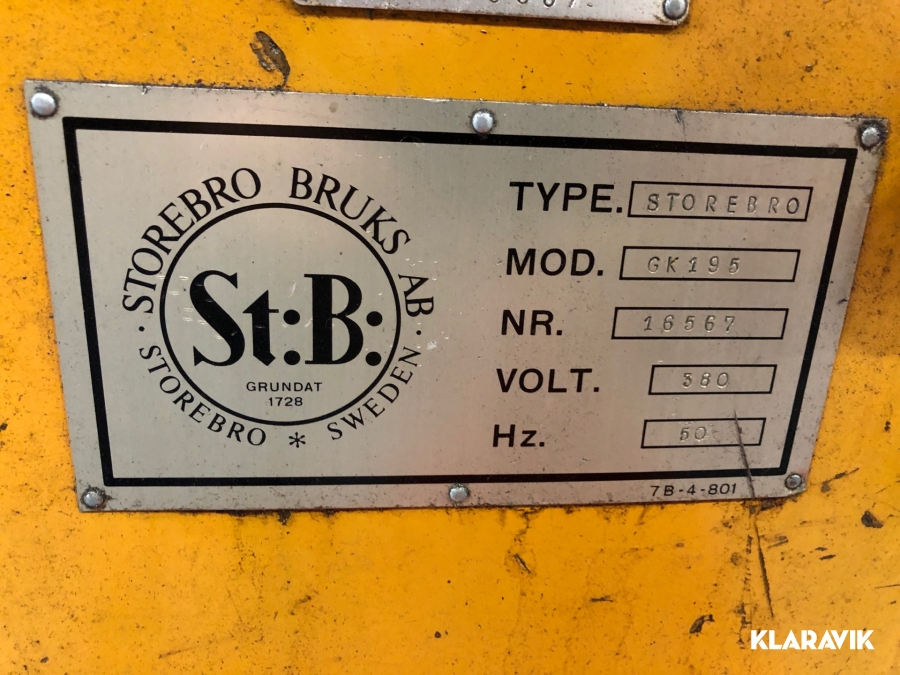 STOREBRO BRUKS AB
St:B:
GRUNDAT
1728
STOREBRO * SWEDEN
TYPE. STOREBRO
MOD. GK195
NR. 16567
VOLT. 380
Hz. 50
7B-4-801
KLARAVIK